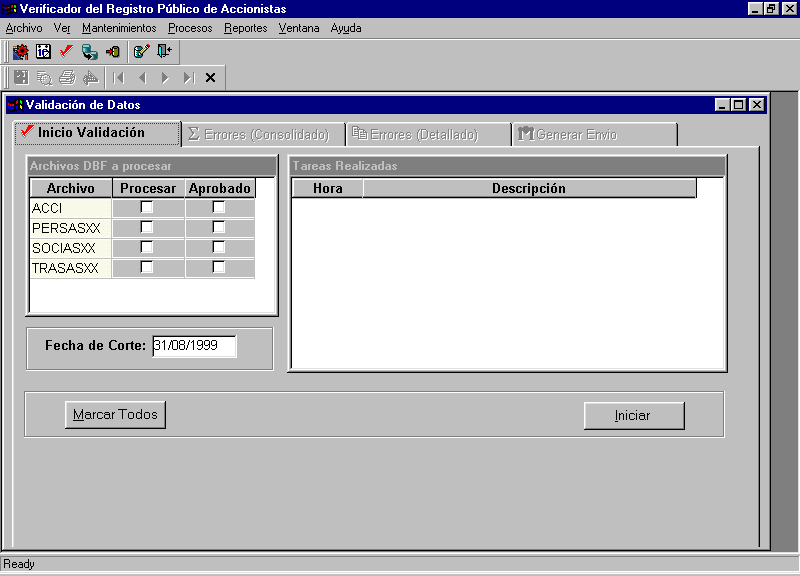 Verificador del Registro Público de Accionistas
Archivo Ver Mantenimientos Procesos Reportes Ventana Ayuda
Validación de Datos
Inicio Validación Errores (Consolidado) Errores (Detallado) Generar Envio
Archivos DBF a procesar
Archivo Procesar Aprobado
ACCI
PERSASXX
SOCIASXX
TRASASXX
Tareas Realizadas
Hora Descripción
Fecha de Corte: 31/08/1999
Marcar Todos Iniciar
Ready